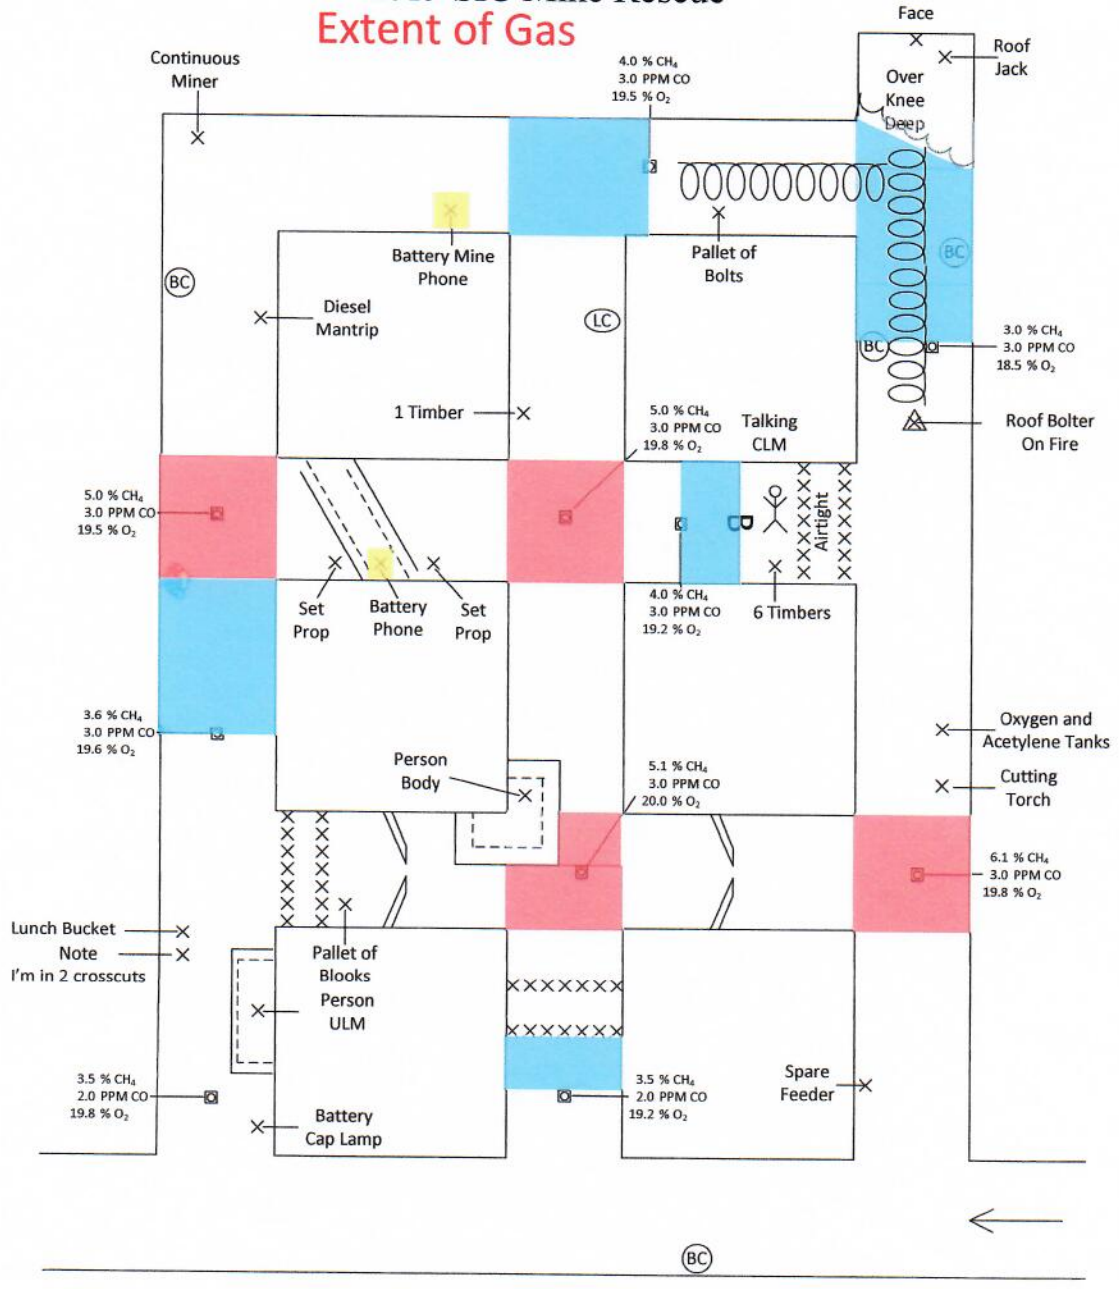 Extent of Gas
Face
Roof
Jack
Continuous
Miner
4.0 % CH₄
3.0 PPM CO
19.5 % O₂
Over
Knee
Deep
Battery Mine
Phone
Pallet of
Bolts
BC
BC
Diesel
Mantrip
LC
3.0 % CH₄
3.0 PPM CO
18.5 % O₂
BC
1 Timber
5.0 % CH₄
3.0 PPM CO
19.8 % O₂
Talking
CLM
Roof Bolter
On Fire
5.0 % CH₄
3.0 PPM CO
19.5 % O₂
D
D
Airtight
Set
Prop
Battery
Phone
Set
Prop
4.0 % CH₄
3.0 PPM CO
19.2 % O₂
6 Timbers
3.6 % CH₄
3.0 PPM CO
19.6 % O₂
Oxygen and
Acetylene Tanks
Person
Body
5.1 % CH₄
3.0 PPM CO
20.0 % O₂
Cutting
Torch
6.1 % CH₄
3.0 PPM CO
19.8 % O₂
Lunch Bucket
Note
I'm in 2 crosscuts
Pallet of
Blooks
Person
ULM
3.5 % CH₄
2.0 PPM CO
19.8 % O₂
3.5 % CH₄
2.0 PPM CO
19.2 % O₂
Spare
Feeder
Battery
Cap Lamp
BC